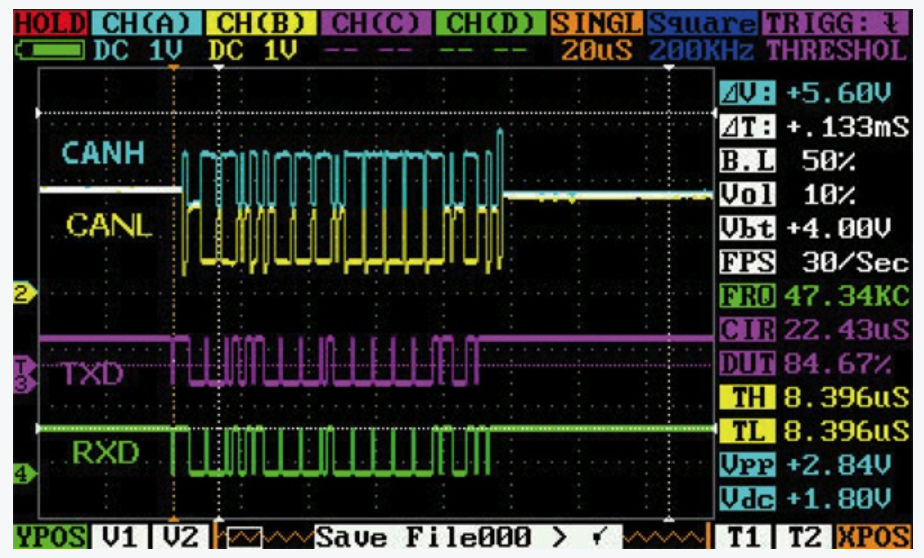 HOLD CH(A) CH(B) CH(C) CH(D) SINGL Square TRIGG:
DC 1V DC 1V -- -- -- -- 20uS 200KHz THRESHOL
⊿V: +5.60V
⊿T: +.133mS
B.L 50%
Vol 10%
Vbt +4.00V
FPS 30/Sec
FRQ 47.34KC
CIR 22.43uS
DUT 84.67%
TH 8.396uS
TL 8.396uS
VPP +2.84V
Vdc +1.80V
CANH
CANL
2
TXD
T
3
RXD
4
YPOS V1 V2 Save File000 > ✓ T1 T2 XPOS